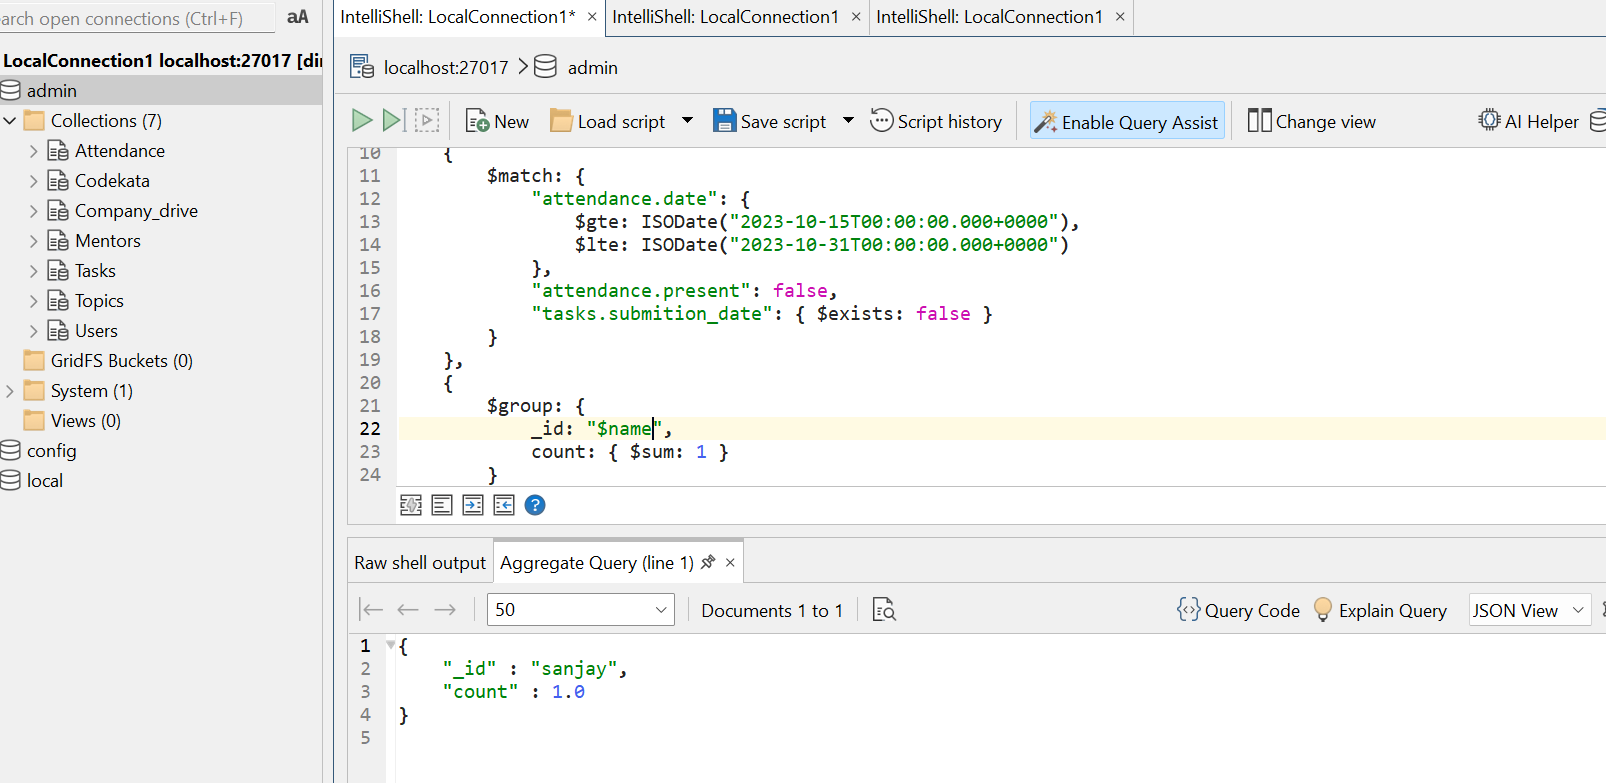 arch open connections (Ctrl+F) aA
LocalConnection1 localhost:27017 [di
admin
Collections (7)
Attendance
Codekata
Company_drive
Mentors
Tasks
Topics
Users
GridFS Buckets (0)
System (1)
Views (0)
config
local
IntelliShell: LocalConnection1* × IntelliShell: LocalConnection1 × IntelliShell: LocalConnection1 ×
localhost:27017 > admin
New Load script Save script Script history Enable Query Assist Change view AI Helper
10 {
11 $match: {
12 "attendance.date": {
13 $gte: ISODate("2023-10-15T00:00:00.000+0000"),
14 $lte: ISODate("2023-10-31T00:00:00.000+0000")
15 },
16 "attendance.present": false,
17 "tasks.submition_date": { $exists: false }
18 }
19 },
20 {
21 $group: {
22 _id: "$name",
23 count: { $sum: 1 }
24 }
?
Raw shell output Aggregate Query (line 1) ×
50 Documents 1 to 1 Query Code Explain Query JSON View
1 {
2 "_id" : "sanjay",
3 "count" : 1.0
4 }
5